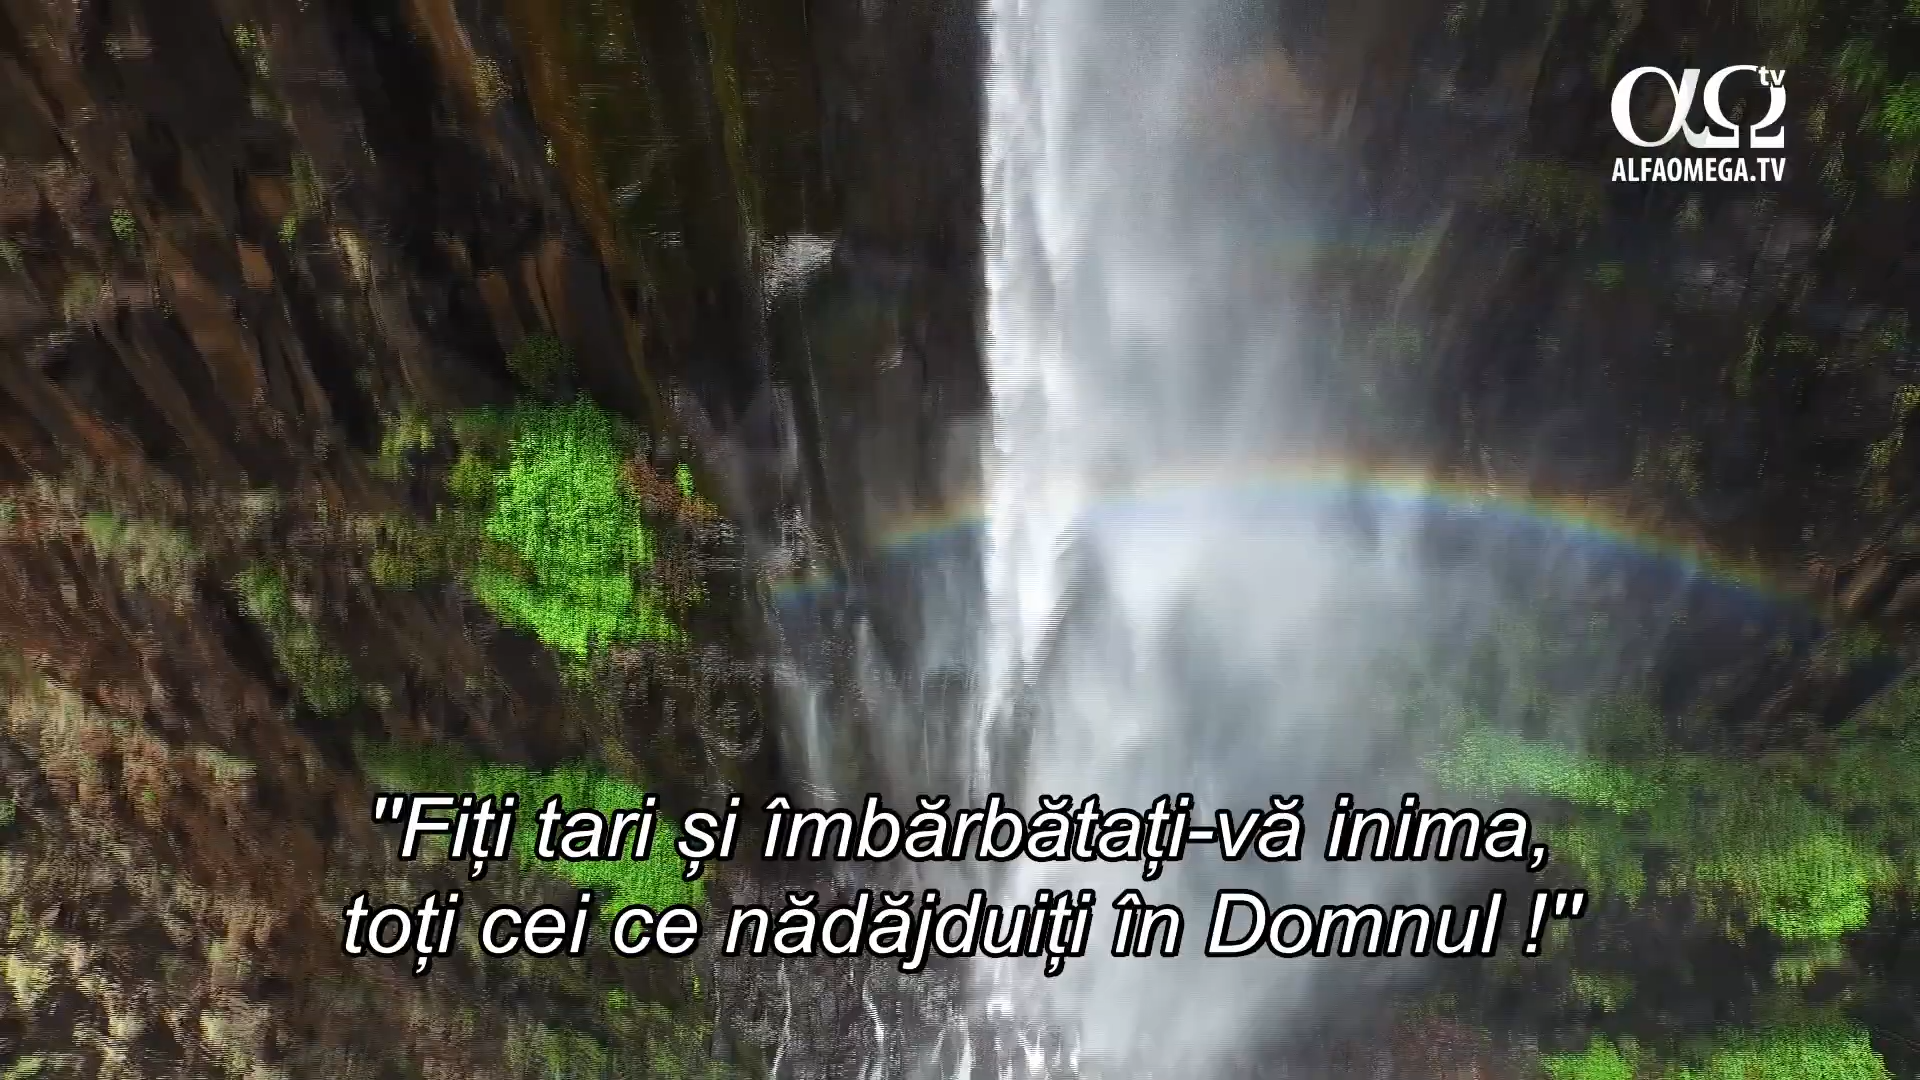 αΩ tv
ALFAOMEGA.TV
"Fiți tari și îmbărbătați-vă inima,
toți cei ce nădăjduiți în Domnul !"